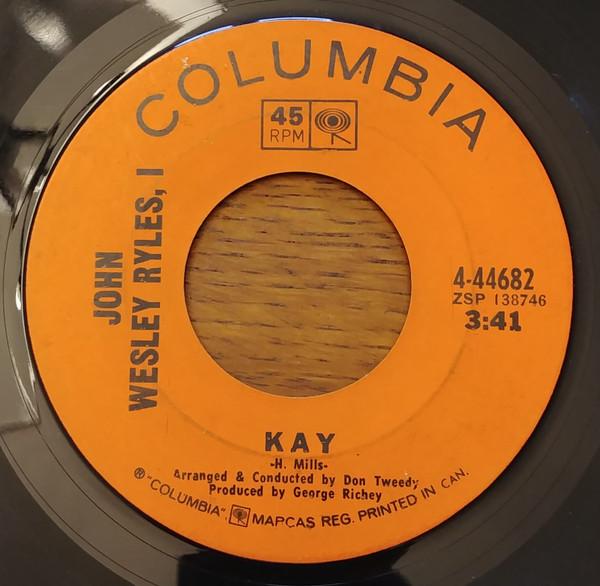 COLUMBIA
45
RPM
JOHN
WESLEY RYLES, I
4-44682
ZSP 138746
3:41
KAY
-H. Mills-
Arranged & Conducted by Don Tweedy
Produced by George Richey
® "COLUMBIA", MARCAS REG. PRINTED IN CAN.